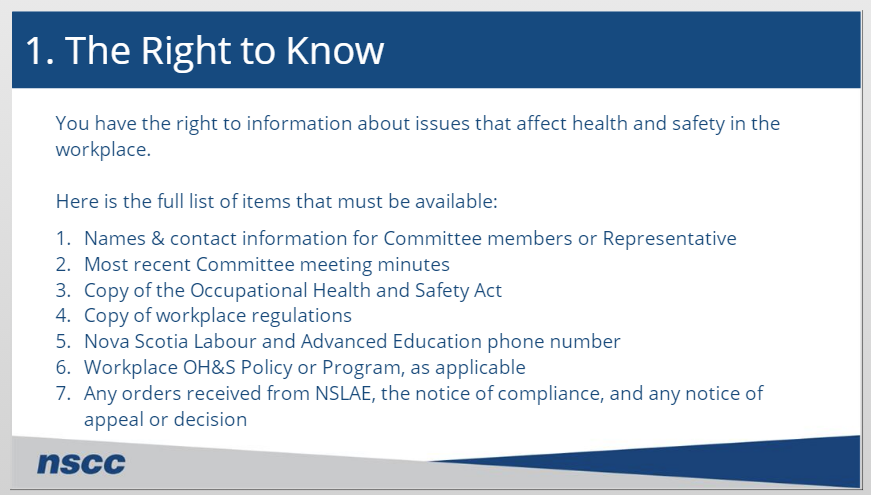 1. The Right to Know
You have the right to information about issues that affect health and safety in the
workplace.
Here is the full list of items that must be available:
1. Names & contact information for Committee members or Representative
2. Most recent Committee meeting minutes
3. Copy of the Occupational Health and Safety Act
4. Copy of workplace regulations
5. Nova Scotia Labour and Advanced Education phone number
6. Workplace OH&S Policy or Program, as applicable
7. Any orders received from NSLAE, the notice of compliance, and any notice of
appeal or decision
nscc